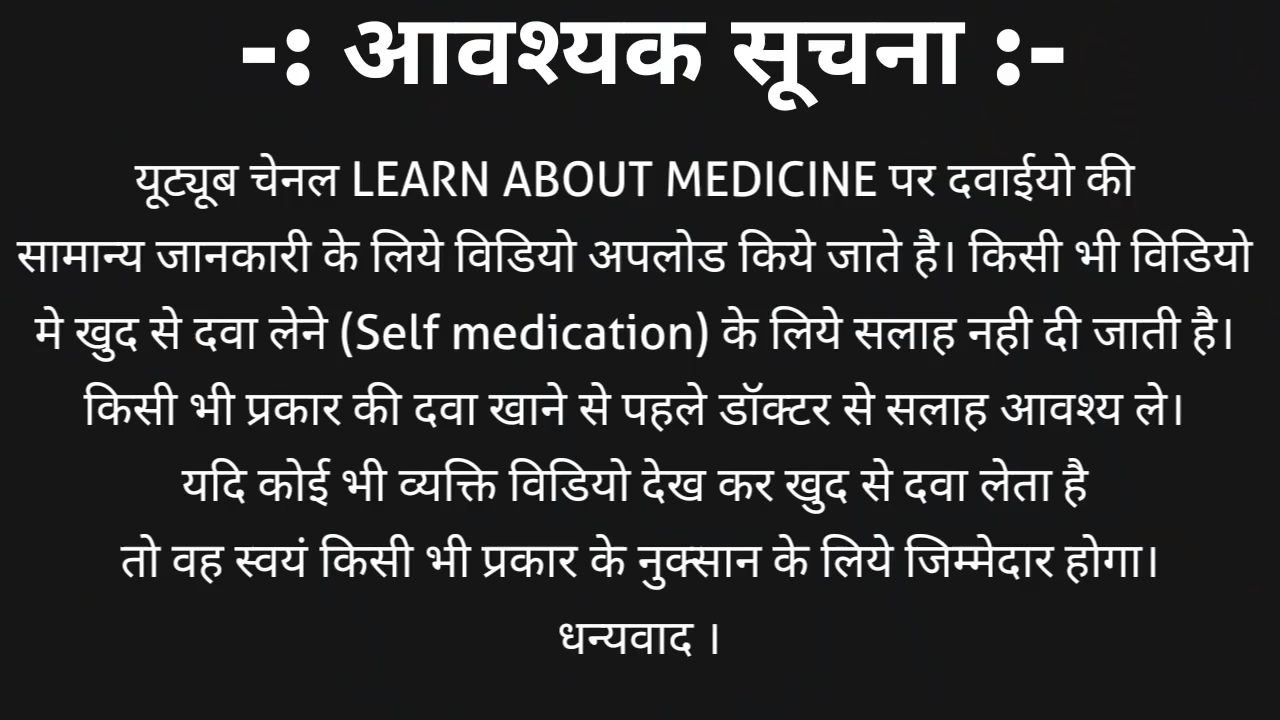 -: आवश्यक सूचना :-
यूट्यूब चेनल LEARN ABOUT MEDICINE पर दवाईयो की
सामान्य जानकारी के लिये विडियो अपलोड किये जाते है। किसी भी विडियो
मे खुद से दवा लेने (Self medication) के लिये सलाह नही दी जाती है।
किसी भी प्रकार की दवा खाने से पहले डॉक्टर से सलाह आवश्य ले।
यदि कोई भी व्यक्ति विडियो देख कर खुद से दवा लेता है
तो वह स्वयं किसी भी प्रकार के नुक्सान के लिये जिम्मेदार होगा।
धन्यवाद ।